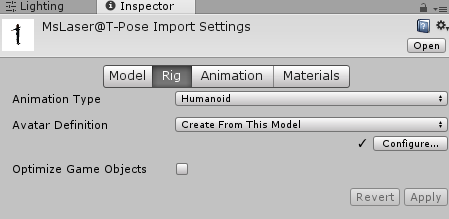 Lighting Inspector
MsLaser@T-Pose Import Settings
Open
Model Rig Animation Materials
Animation Type Humanoid
Avatar Definition Create From This Model
✓ Configure...
Optimize Game Objects
Revert Apply